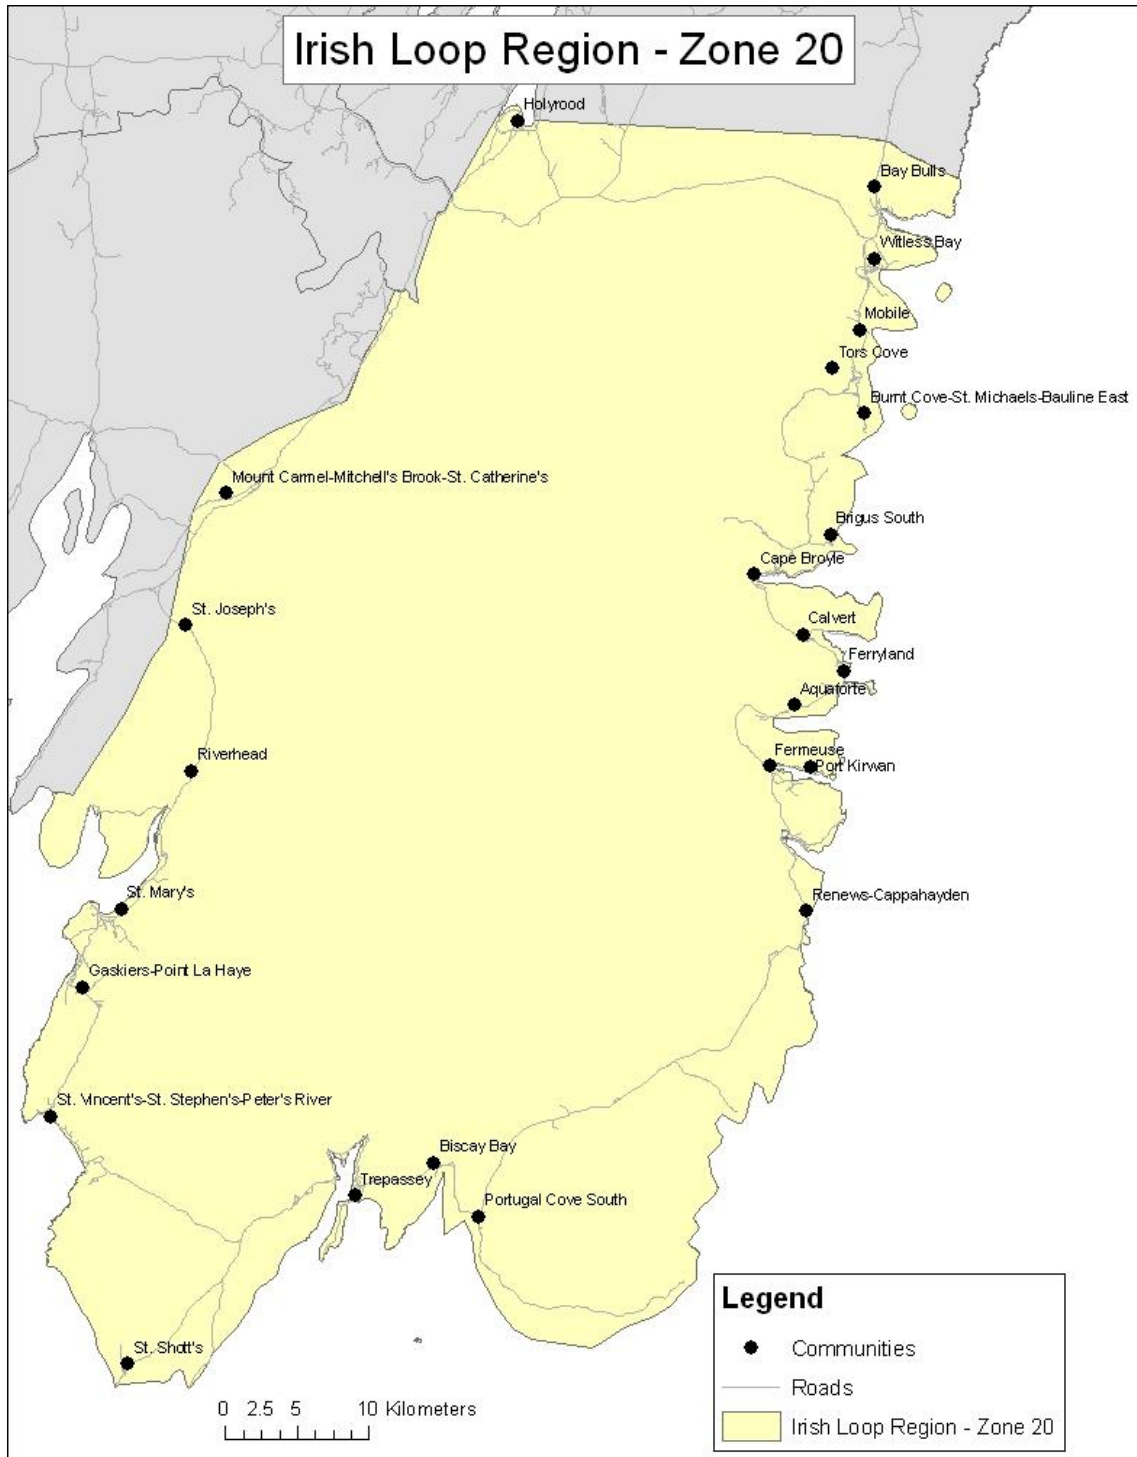 Irish Loop Region - Zone 20
Holyrood
Bay Bulls
Witless Bay
Mobile
Tors Cove
Burnt Cove-St. Michaels-Bauline East
Mount Carmel-Mitchell's Brook-St. Catherine's
Brigus South
Cape Broyle
St. Joseph's
Calvert
Ferryland
Aquaforte
Riverhead
Fermeuse
Port Kirwan
St. Mary's
Renews-Cappahayden
Gaskiers-Point La Haye
St. Vincent's-St. Stephen's-Peter's River
Biscay Bay
Trepassey
Portugal Cove South
St. Shott's
0 2.5 5 10 Kilometers
Legend
Communities
Roads
Irish Loop Region - Zone 20